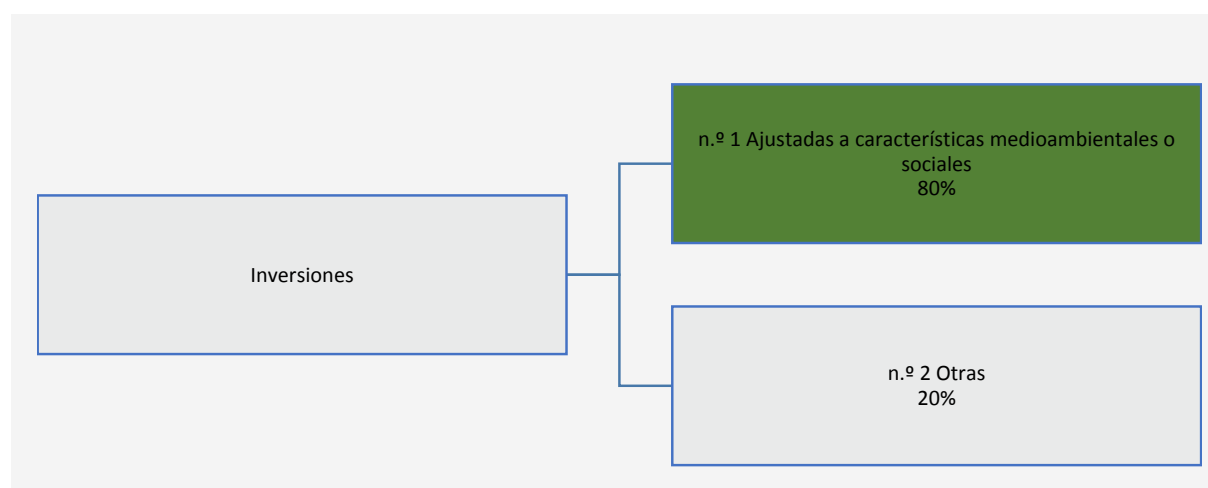 n.º 1 Ajustadas a características medioambientales o
sociales
80%
Inversiones
n.º 2 Otras
20%